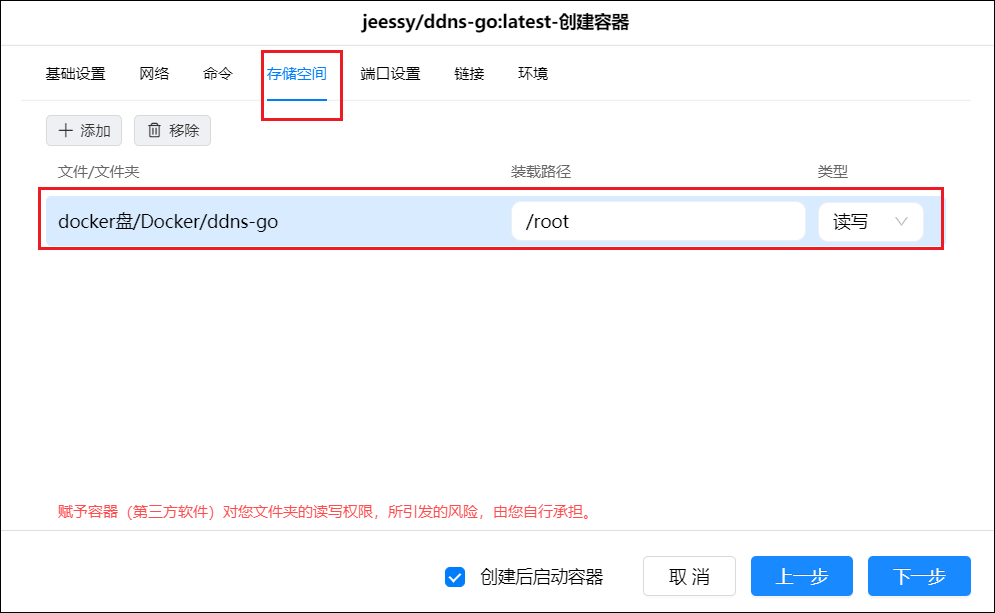 jeessy/ddns-go:latest-创建容器
基础设置 网络 命令 存储空间 端口设置 链接 环境
添加 移除
文件/文件夹 装载路径 类型
docker盘/Docker/ddns-go /root 读写
赋予容器（第三方软件）对您文件夹的读写权限，所引发的风险，由您自行承担。
创建后启动容器 取 消 上一步 下一步